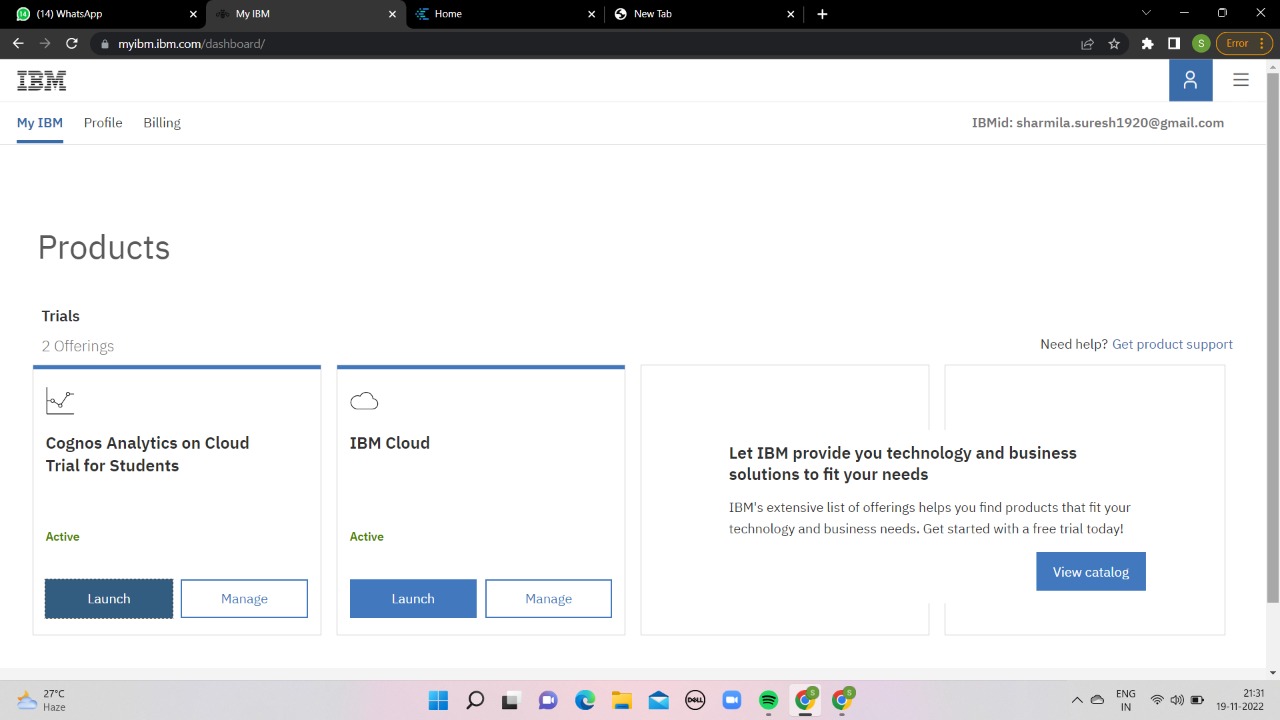 (14) WhatsApp
My IBM
Home
New Tab
myibm.ibm.com/dashboard/
S
Error
IBM
My IBM
Profile
Billing
IBMid: sharmila.suresh1920@gmail.com
Products
Trials
2 Offerings
Need help? Get product support
Cognos Analytics on Cloud
Trial for Students
Active
Launch
Manage
IBM Cloud
Active
Launch
Manage
Let IBM provide you technology and business
solutions to fit your needs
IBM's extensive list of offerings helps you find products that fit your
technology and business needs. Get started with a free trial today!
View catalog
27°C
Haze
DELL
S
S
ENG
IN
21:31
19-11-2022